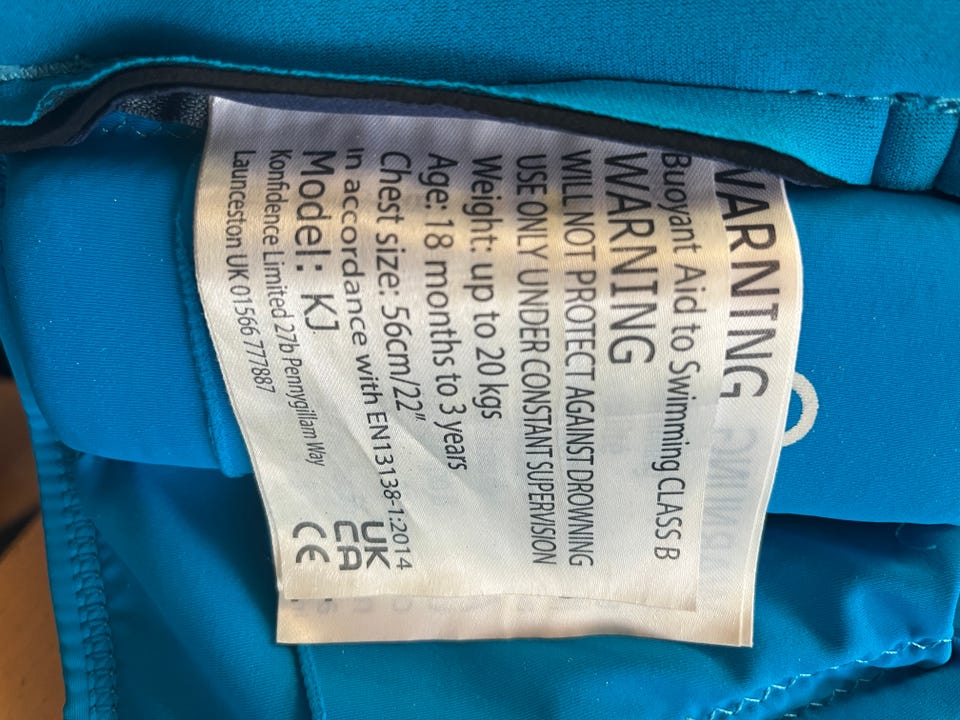 WARNING
Buoyant Aid to Swimming CLASS B
WARNING
WILL NOT PROTECT AGAINST DROWNING
USE ONLY UNDER CONSTANT SUPERVISION
Weight: up to 20 kgs
Age: 18 months to 3 years
Chest size: 56cm/22"
in accordance with EN13138-1:2014
Model: KJ
UK
CA
CE
Konfidence Limited 27b Pennygillam Way
Launceston UK 01566 777887